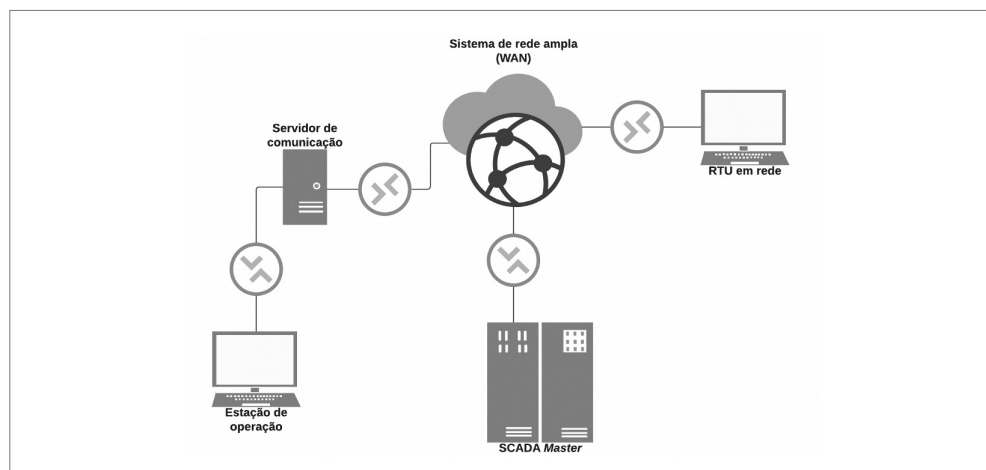 Sistema de rede ampla
(WAN)
Servidor de
comunicação
RTU em rede
Estação de
operação
SCADA Master